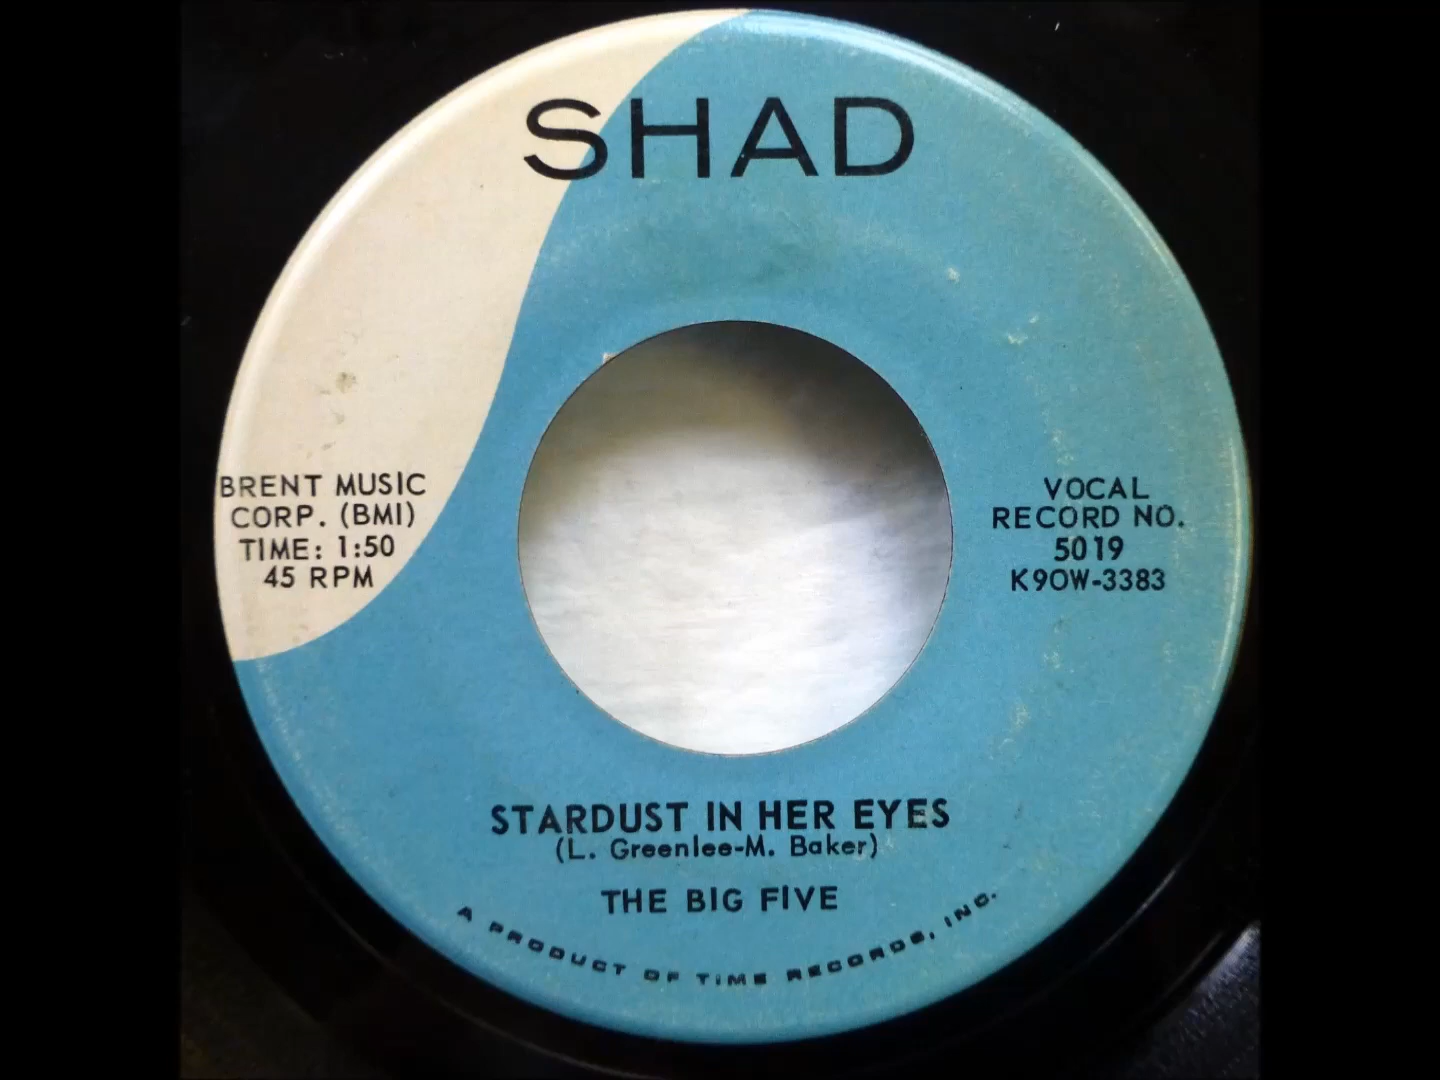 SHAD
BRENT MUSIC
CORP. (BMI)
TIME: 1:50
45 RPM
VOCAL
RECORD NO.
5019
K9OW-3383
STARDUST IN HER EYES
(L. Greenlee-M. Baker)
THE BIG FIVE
A PRODUCT OF TIME RECORDS, INC.